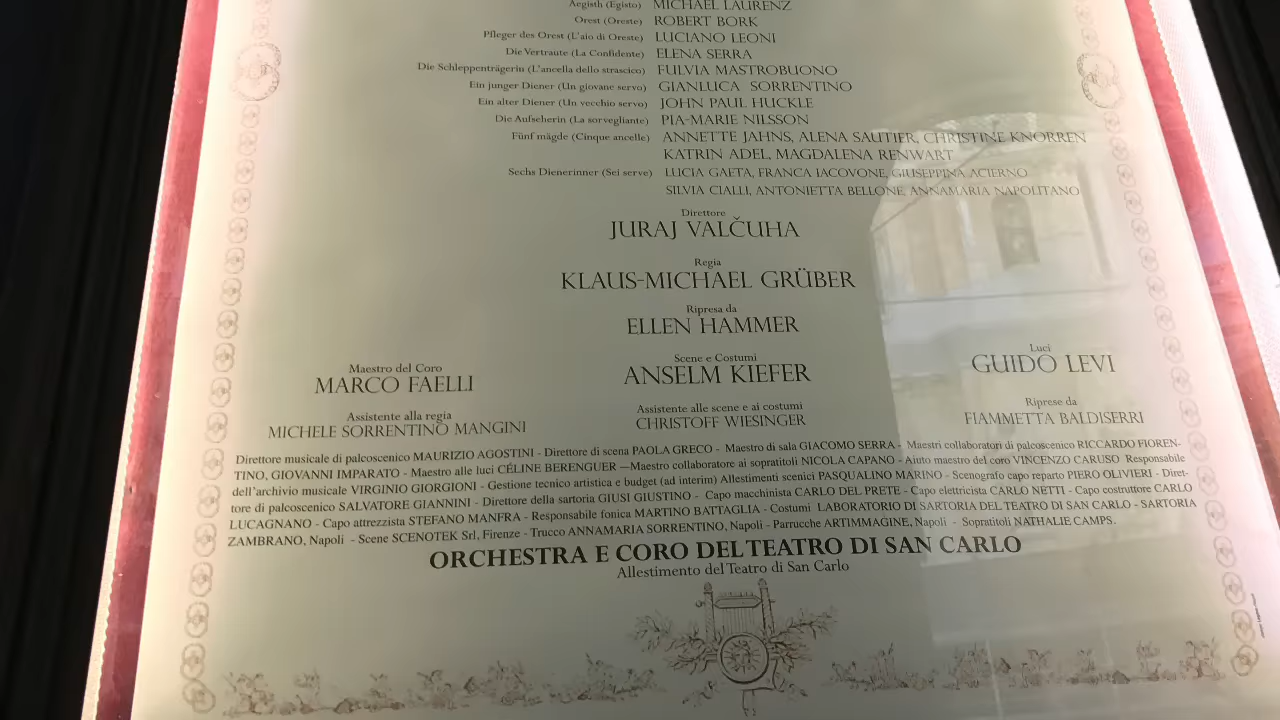 Aegisth (Egisto) MICHAEL LAURENZ
Orest (Oreste) ROBERT BORK
Pfleger des Orest (L'aio di Oreste) LUCIANO LEONI
Die Vertraute (La Confidente) ELENA SERRA
Die Schleppenträgerin (L'ancella dello strascico) FULVIA MASTROBUONO
Ein junger Diener (Un giovane servo) GIANLUCA SORRENTINO
Ein alter Diener (Un vecchio servo) JOHN PAUL HUCKLE
Die Aufseherin (La sorvegliante) PIA-MARIE NILSSON
Fünf mägde (Cinque ancelle) ANNETTE JAHNS, ALENA SAUTIER, CHRISTINE KNORREN
KATRIN ADEL, MAGDALENA RENWART
Sechs Dienerinner (Sei serve) LUCIA GAETA, FRANCA IACOVONE, GIUSEPPINA ACIERNO
SILVIA CIALLI, ANTONIETTA BELLONE, ANNAMARIA NAPOLITANO
Direttore
JURAJ VALČUHA
Regia
KLAUS-MICHAEL GRÜBER
Ripresa da
ELLEN HAMMER
Maestro del Coro
MARCO FAELLI
Scene e Costumi
ANSELM KIEFER
Luci
GUIDO LEVI
Assistente alla regia
MICHELE SORRENTINO MANGINI
Assistente alle scene e ai costumi
CHRISTOFF WIESINGER
Riprese da
FIAMMETTA BALDISERRI
Direttore musicale di palcoscenico MAURIZIO AGOSTINI - Direttore di scena PAOLA GRECO - Maestro di sala GIACOMO SERRA - Maestri collaboratori di palcoscenico RICCARDO FIOREN-
TINO, GIOVANNI IMPARATO - Maestro alle luci CÉLINE BERENGUER —Maestro collaboratore ai sopratitoli NICOLA CAPANO - Aiuto maestro del coro VINCENZO CARUSO Responsabile
dell'archivio musicale VIRGINIO GIORGIONI - Gestione tecnico artistica e budget (ad interim) Allestimenti scenici PASQUALINO MARINO - Scenografo capo reparto PIERO OLIVIERI - Diret-
tore di palcoscenico SALVATORE GIANNINI - Direttore della sartoria GIUSI GIUSTINO - Capo macchinista CARLO DEL PRETE - Capo elettricista CARLO NETTI - Capo costruttore CARLO
LUCAGNANO - Capo attrezzista STEFANO MANFRA - Responsabile fonica MARTINO BATTAGLIA - Costumi LABORATORIO DI SARTORIA DEL TEATRO DI SAN CARLO - SARTORIA
ZAMBRANO, Napoli - Scene SCENOTEK Srl, Firenze - Trucco ANNAMARIA SORRENTINO, Napoli - Parrucche ARTIMMAGINE, Napoli - Sopratitoli NATHALIE CAMPS.
ORCHESTRA E CORO DEL TEATRO DI SAN CARLO
Allestimento del Teatro di San Carlo